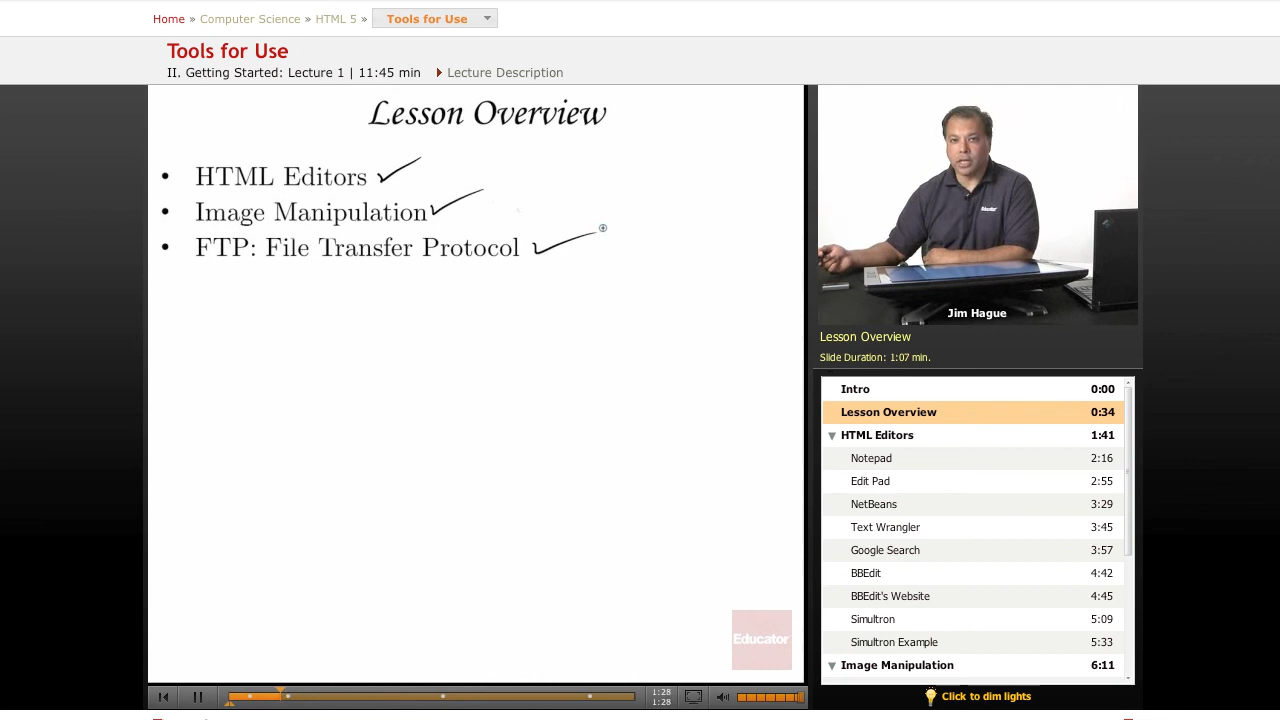 Home » Computer Science » HTML 5 » Tools for Use
Tools for Use
II. Getting Started: Lecture 1 | 11:45 min Lecture Description
Lesson Overview
• HTML Editors
• Image Manipulation
• FTP: File Transfer Protocol
Educator
Jim Hague
Lesson Overview
Slide Duration: 1:07 min.
Intro 0:00
Lesson Overview 0:34
HTML Editors 1:41
Notepad 2:16
Edit Pad 2:55
NetBeans 3:29
Text Wrangler 3:45
Google Search 3:57
BBEdit 4:42
BBEdit's Website 4:45
Simultron 5:09
Simultron Example 5:33
Image Manipulation 6:11
1:28
1:28
Click to dim lights